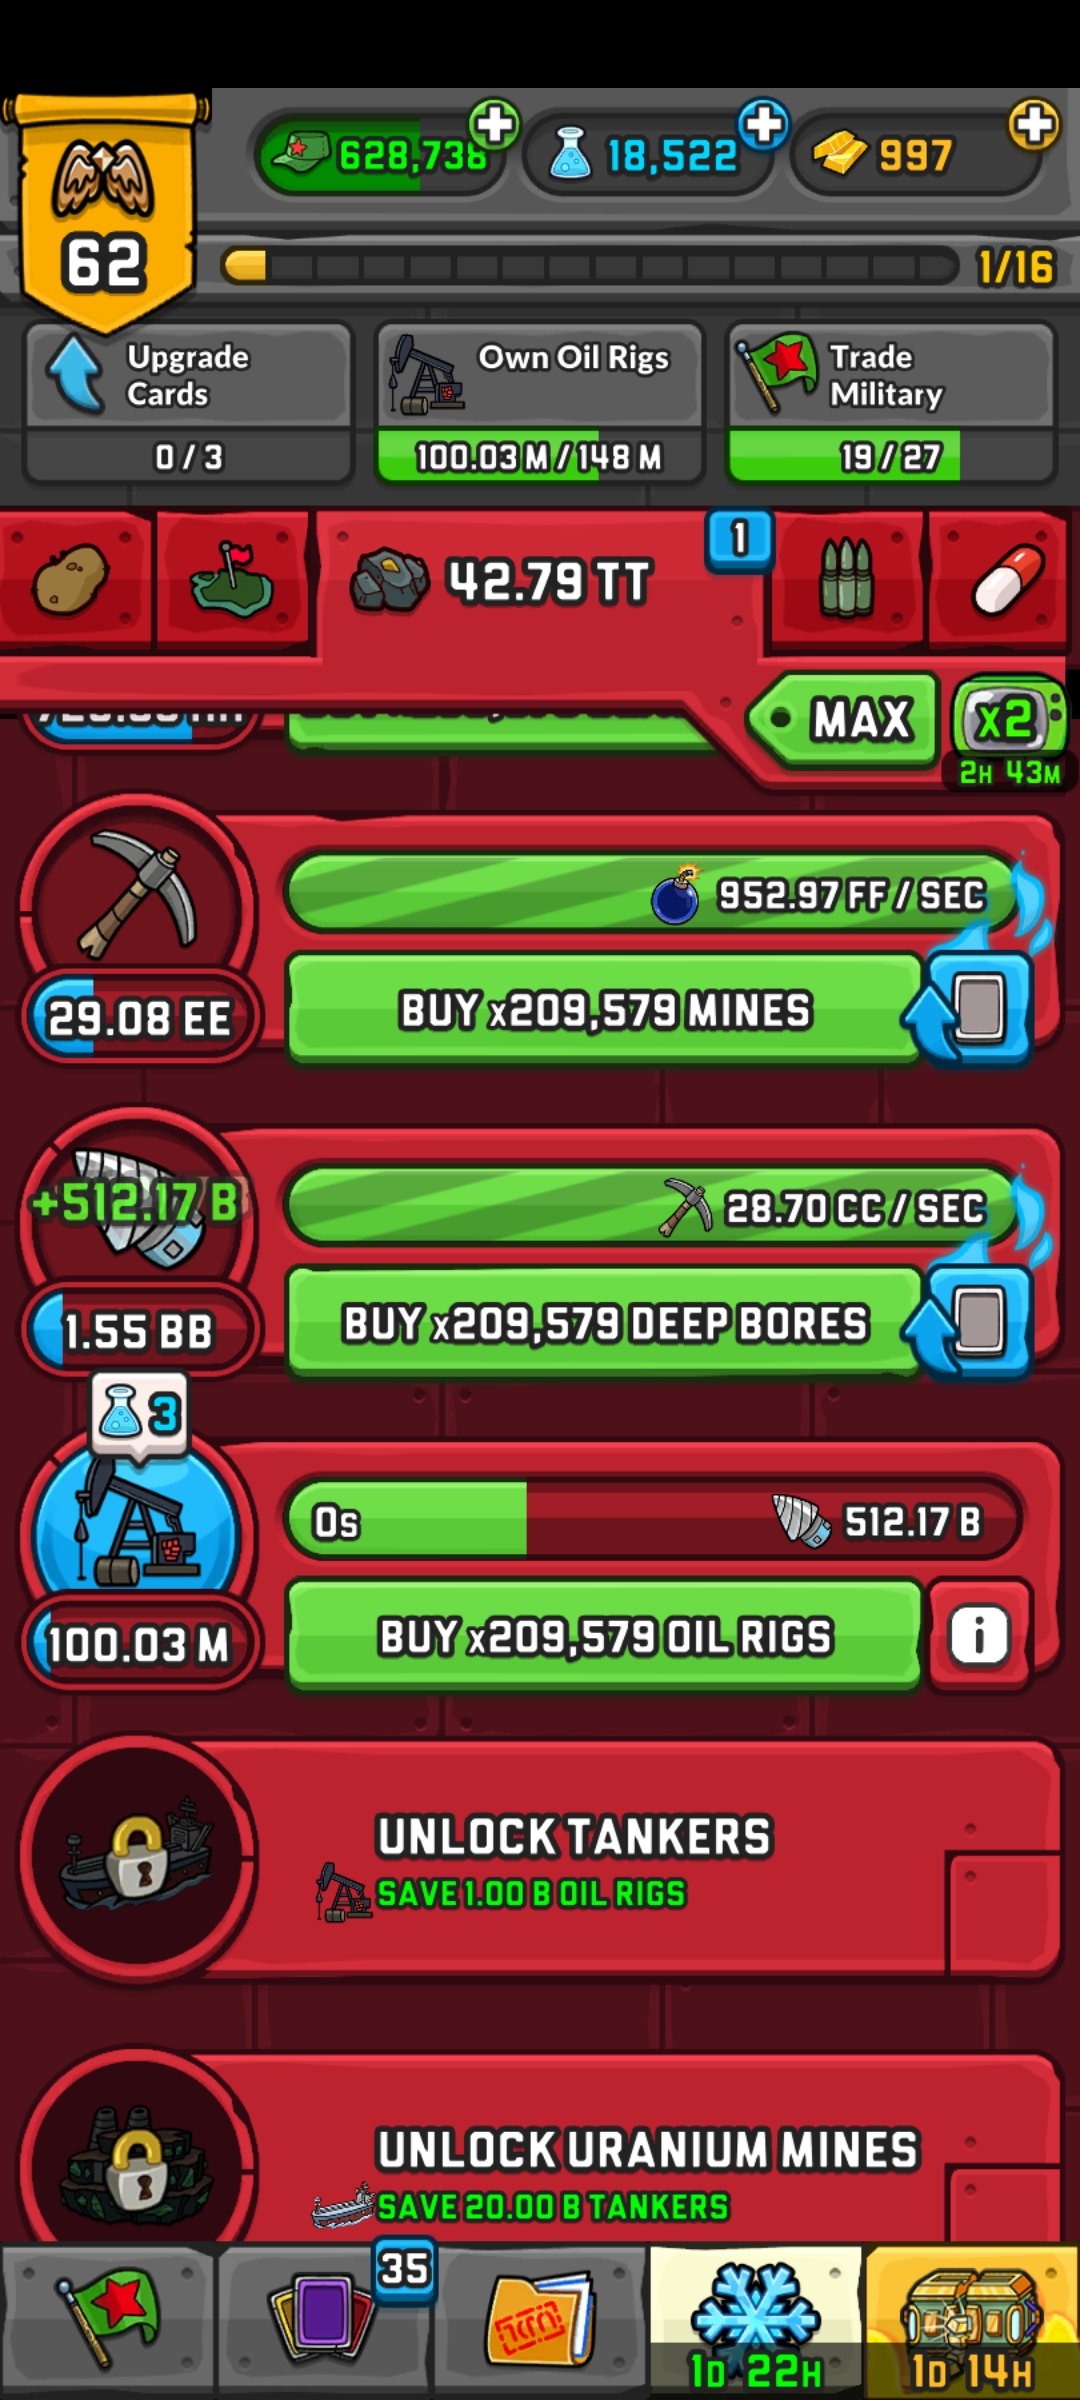 628,738
18,522
997
62
1/16
Upgrade
Cards
0 / 3
Own Oil Rigs
100.03 M / 148 M
Trade
Military
19 / 27
42.79 TT
1
MAX
x2
2H 43M
952.97 FF / SEC
29.08 EE
BUY x209,579 MINES
+512.17 B
28.70 CC / SEC
1.55 BB
BUY x209,579 DEEP BORES
3
0s
512.17 B
100.03 M
BUY x209,579 OIL RIGS
i
UNLOCK TANKERS
SAVE 1.00 B OIL RIGS
UNLOCK URANIUM MINES
SAVE 20.00 B TANKERS
35
1D 22H
1D 14H